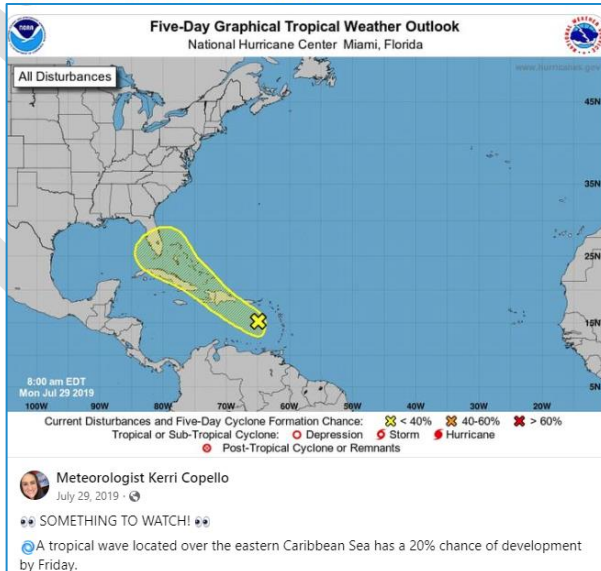 Five-Day Graphical Tropical Weather Outlook
National Hurricane Center Miami, Florida
NOAA
All Disturbances
www.hurricanes.gov
45N
35N
25N
15N
5N
8:00 am EDT
Mon Jul 29 2019
100W 90W 80W 70W 60W 50W 40W 30W 20W
Current Disturbances and Five-Day Cyclone Formation Chance: < 40% 40-60% > 60%
Tropical or Sub-Tropical Cyclone: Depression Storm Hurricane
Post-Tropical Cyclone or Remnants
Meteorologist Kerri Copello
July 29, 2019 ·
👀 SOMETHING TO WATCH! 👀
🌀A tropical wave located over the eastern Caribbean Sea has a 20% chance of development
by Friday.